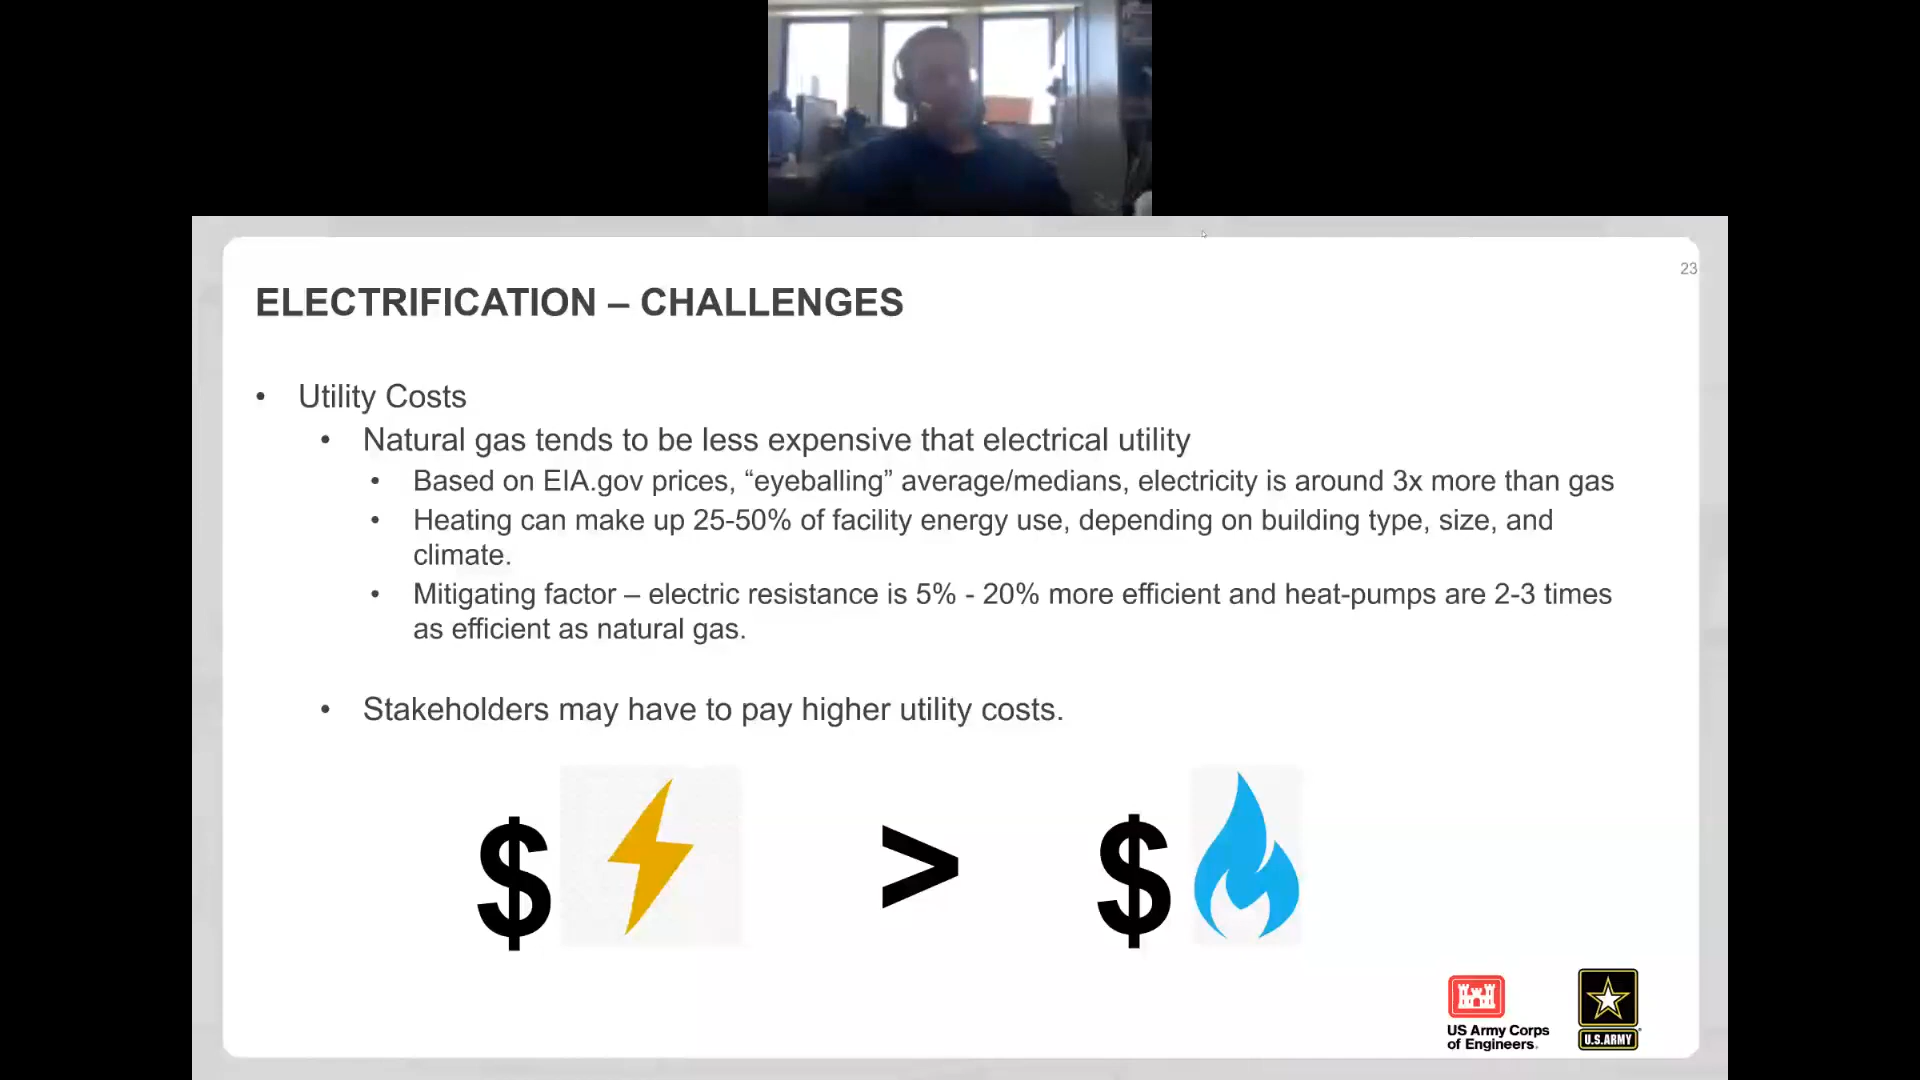 23
ELECTRIFICATION – CHALLENGES
• Utility Costs
• Natural gas tends to be less expensive that electrical utility
• Based on EIA.gov prices, “eyeballing” average/medians, electricity is around 3x more than gas
• Heating can make up 25-50% of facility energy use, depending on building type, size, and
climate.
• Mitigating factor – electric resistance is 5% - 20% more efficient and heat-pumps are 2-3 times
as efficient as natural gas.
• Stakeholders may have to pay higher utility costs.
$ > $
US Army Corps
of Engineers.
U.S.ARMY